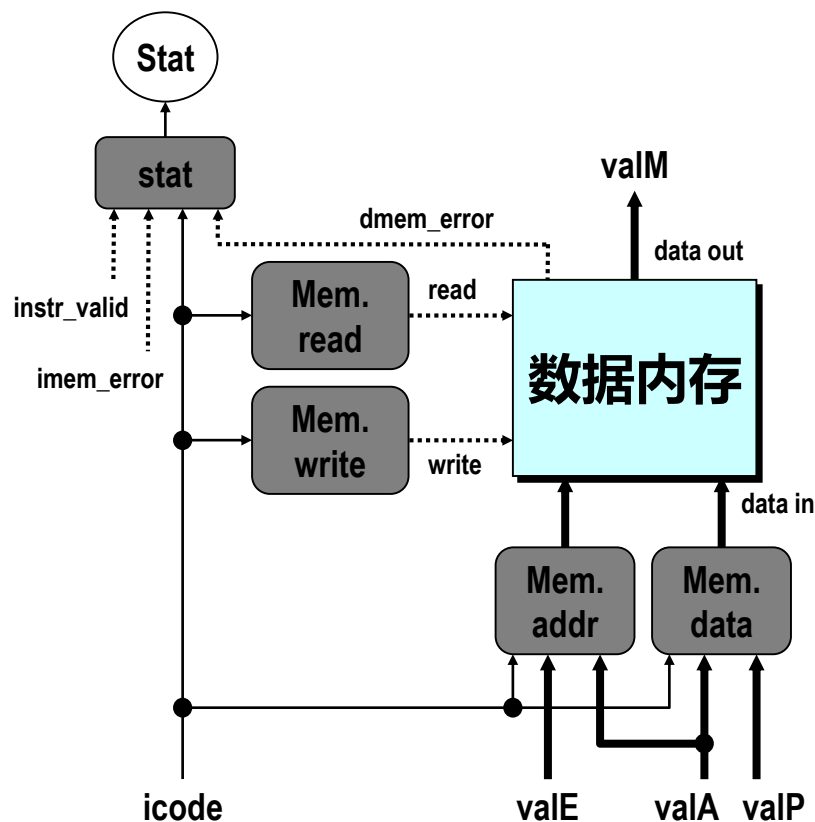 Stat
stat
valM
dmem_error
data out
instr_valid
Mem.
read
read
imem_error
数据内存
Mem.
write
write
data in
Mem.
addr
Mem.
data
icode
valE
valA
valP